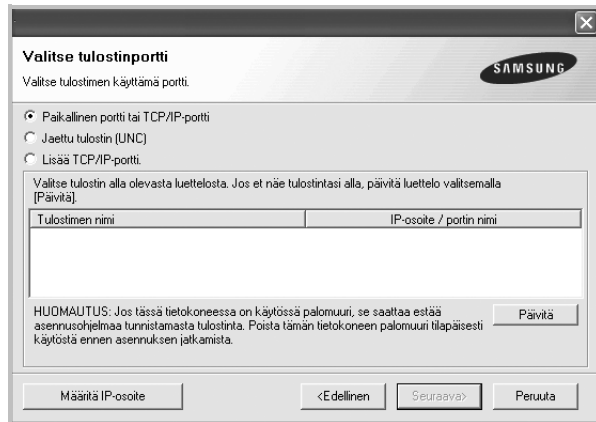 Valitse tulostinportti
Valitse tulostimen käyttämä portti.
SAMSUNG
Paikallinen portti tai TCP/IP-portti
Jaettu tulostin (UNC)
Lisää TCP/IP-portti.
Valitse tulostin alla olevasta luettelosta. Jos et näe tulostintasi alla, päivitä luettelo valitsemalla
[Päivitä].
Tulostimen nimi IP-osoite / portin nimi
HUOMAUTUS: Jos tässä tietokoneessa on käytössä palomuuri, se saattaa estää
asennusohjelmaa tunnistamasta tulostinta. Poista tämän tietokoneen palomuuri tilapäisesti
käytöstä ennen asennuksen jatkamista.
Päivitä
Määritä IP-osoite <Edellinen Seuraava> Peruuta